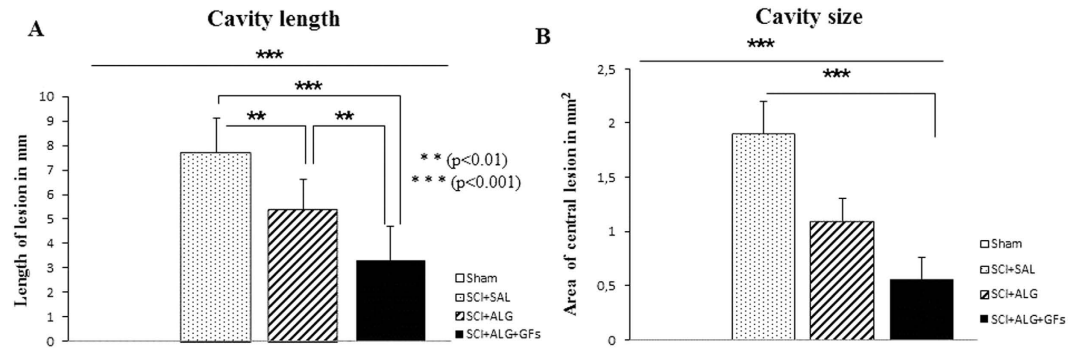 A
Cavity length
***
***
** **
* * (p<0.01)
* * * (p<0.001)
Length of lesion in mm
10
9
8
7
6
5
4
3
2
1
0
Sham
SCI+SAL
SCI+ALG
SCI+ALG+GFs
B
Cavity size
***
***
Area of central lesion in mm²
2,5
2
1,5
1
0,5
0
Sham
SCI+SAL
SCI+ALG
SCI+ALG+GFs